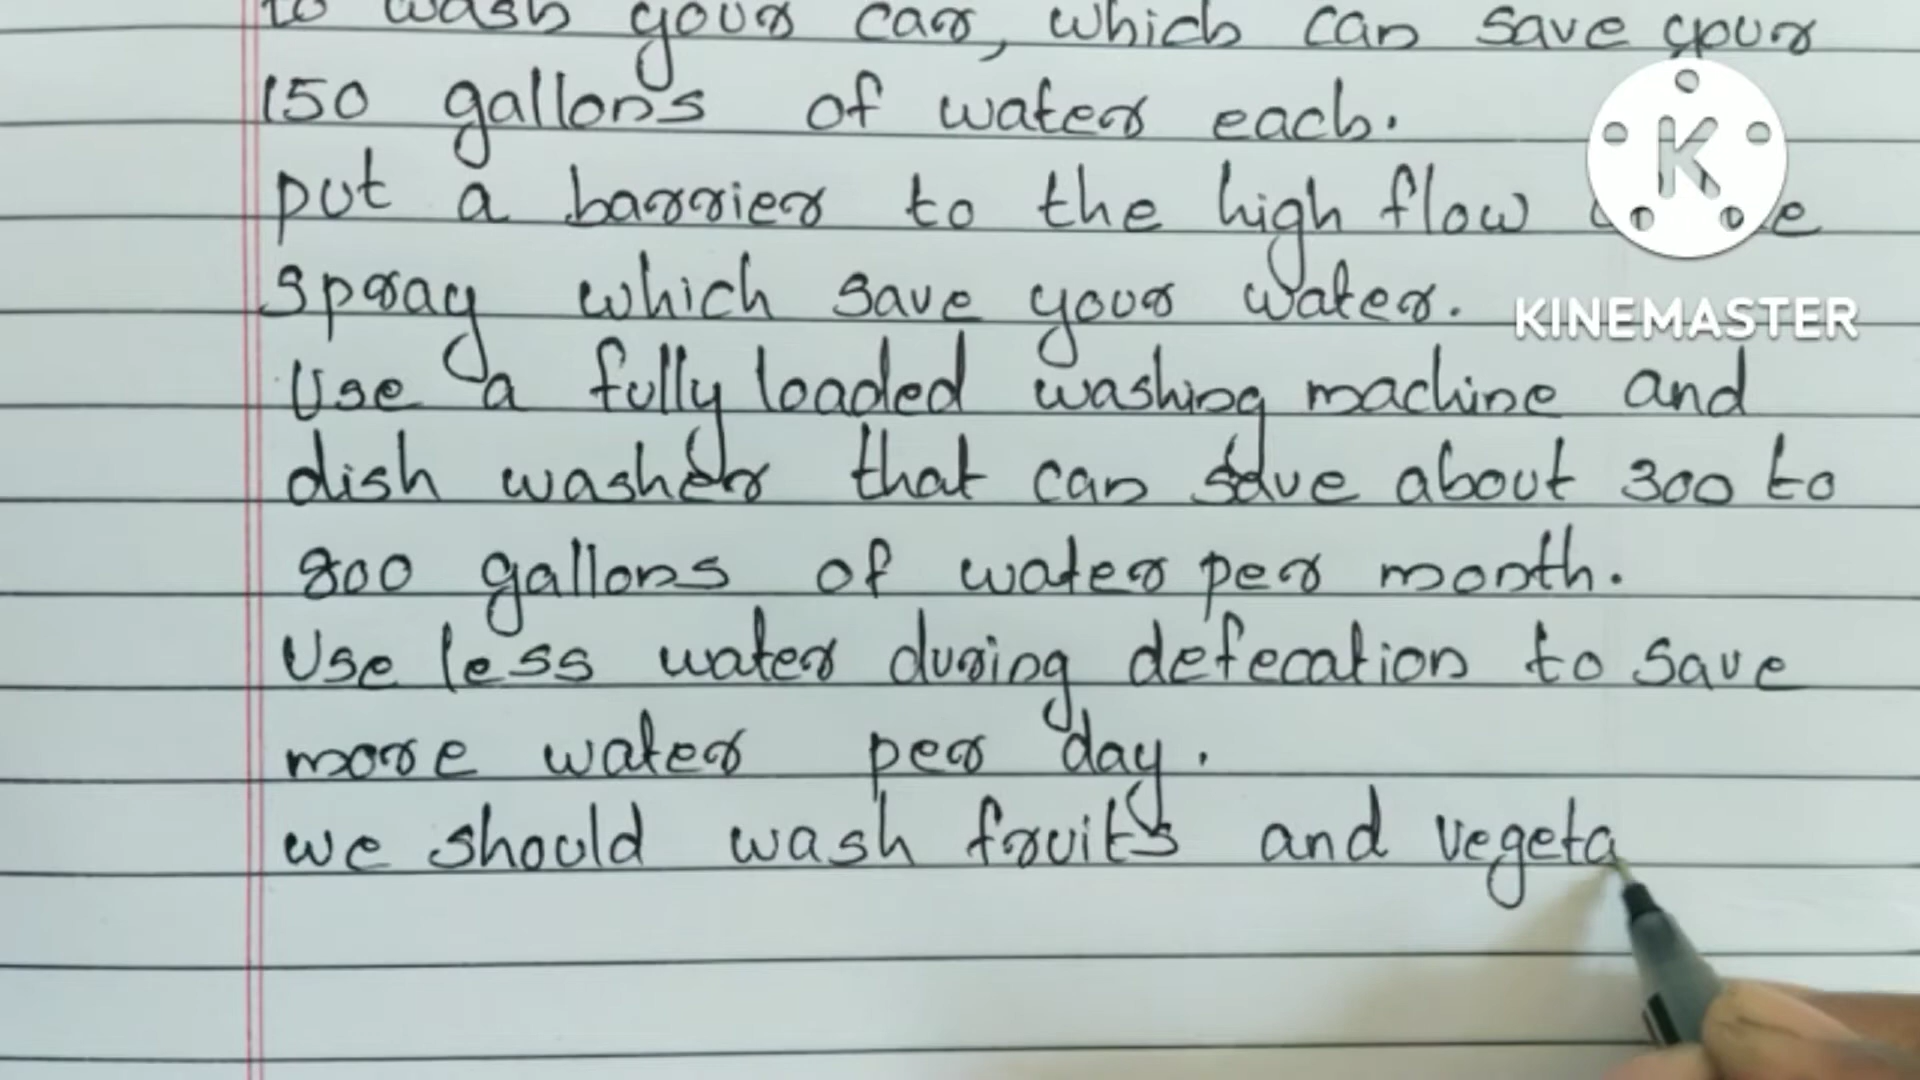 to wash your car, which can save your
150 gallons of water each.
put a barrier to the high flow
spray which save your water.
Use a fully loaded washing machine and
dish washer that can save about 300 to
800 gallons of water per month.
Use less water during defecation to save
more water per day.
we should wash fruits and vegeta
K
KINEMASTER